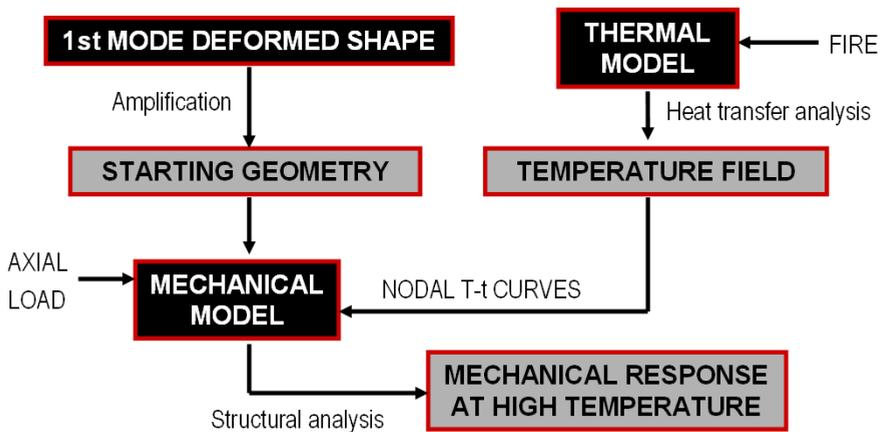 1st MODE DEFORMED SHAPE
THERMAL
MODEL
FIRE
Amplification
Heat transfer analysis
STARTING GEOMETRY
TEMPERATURE FIELD
AXIAL
LOAD
MECHANICAL
MODEL
NODAL T-t CURVES
MECHANICAL RESPONSE
AT HIGH TEMPERATURE
Structural analysis